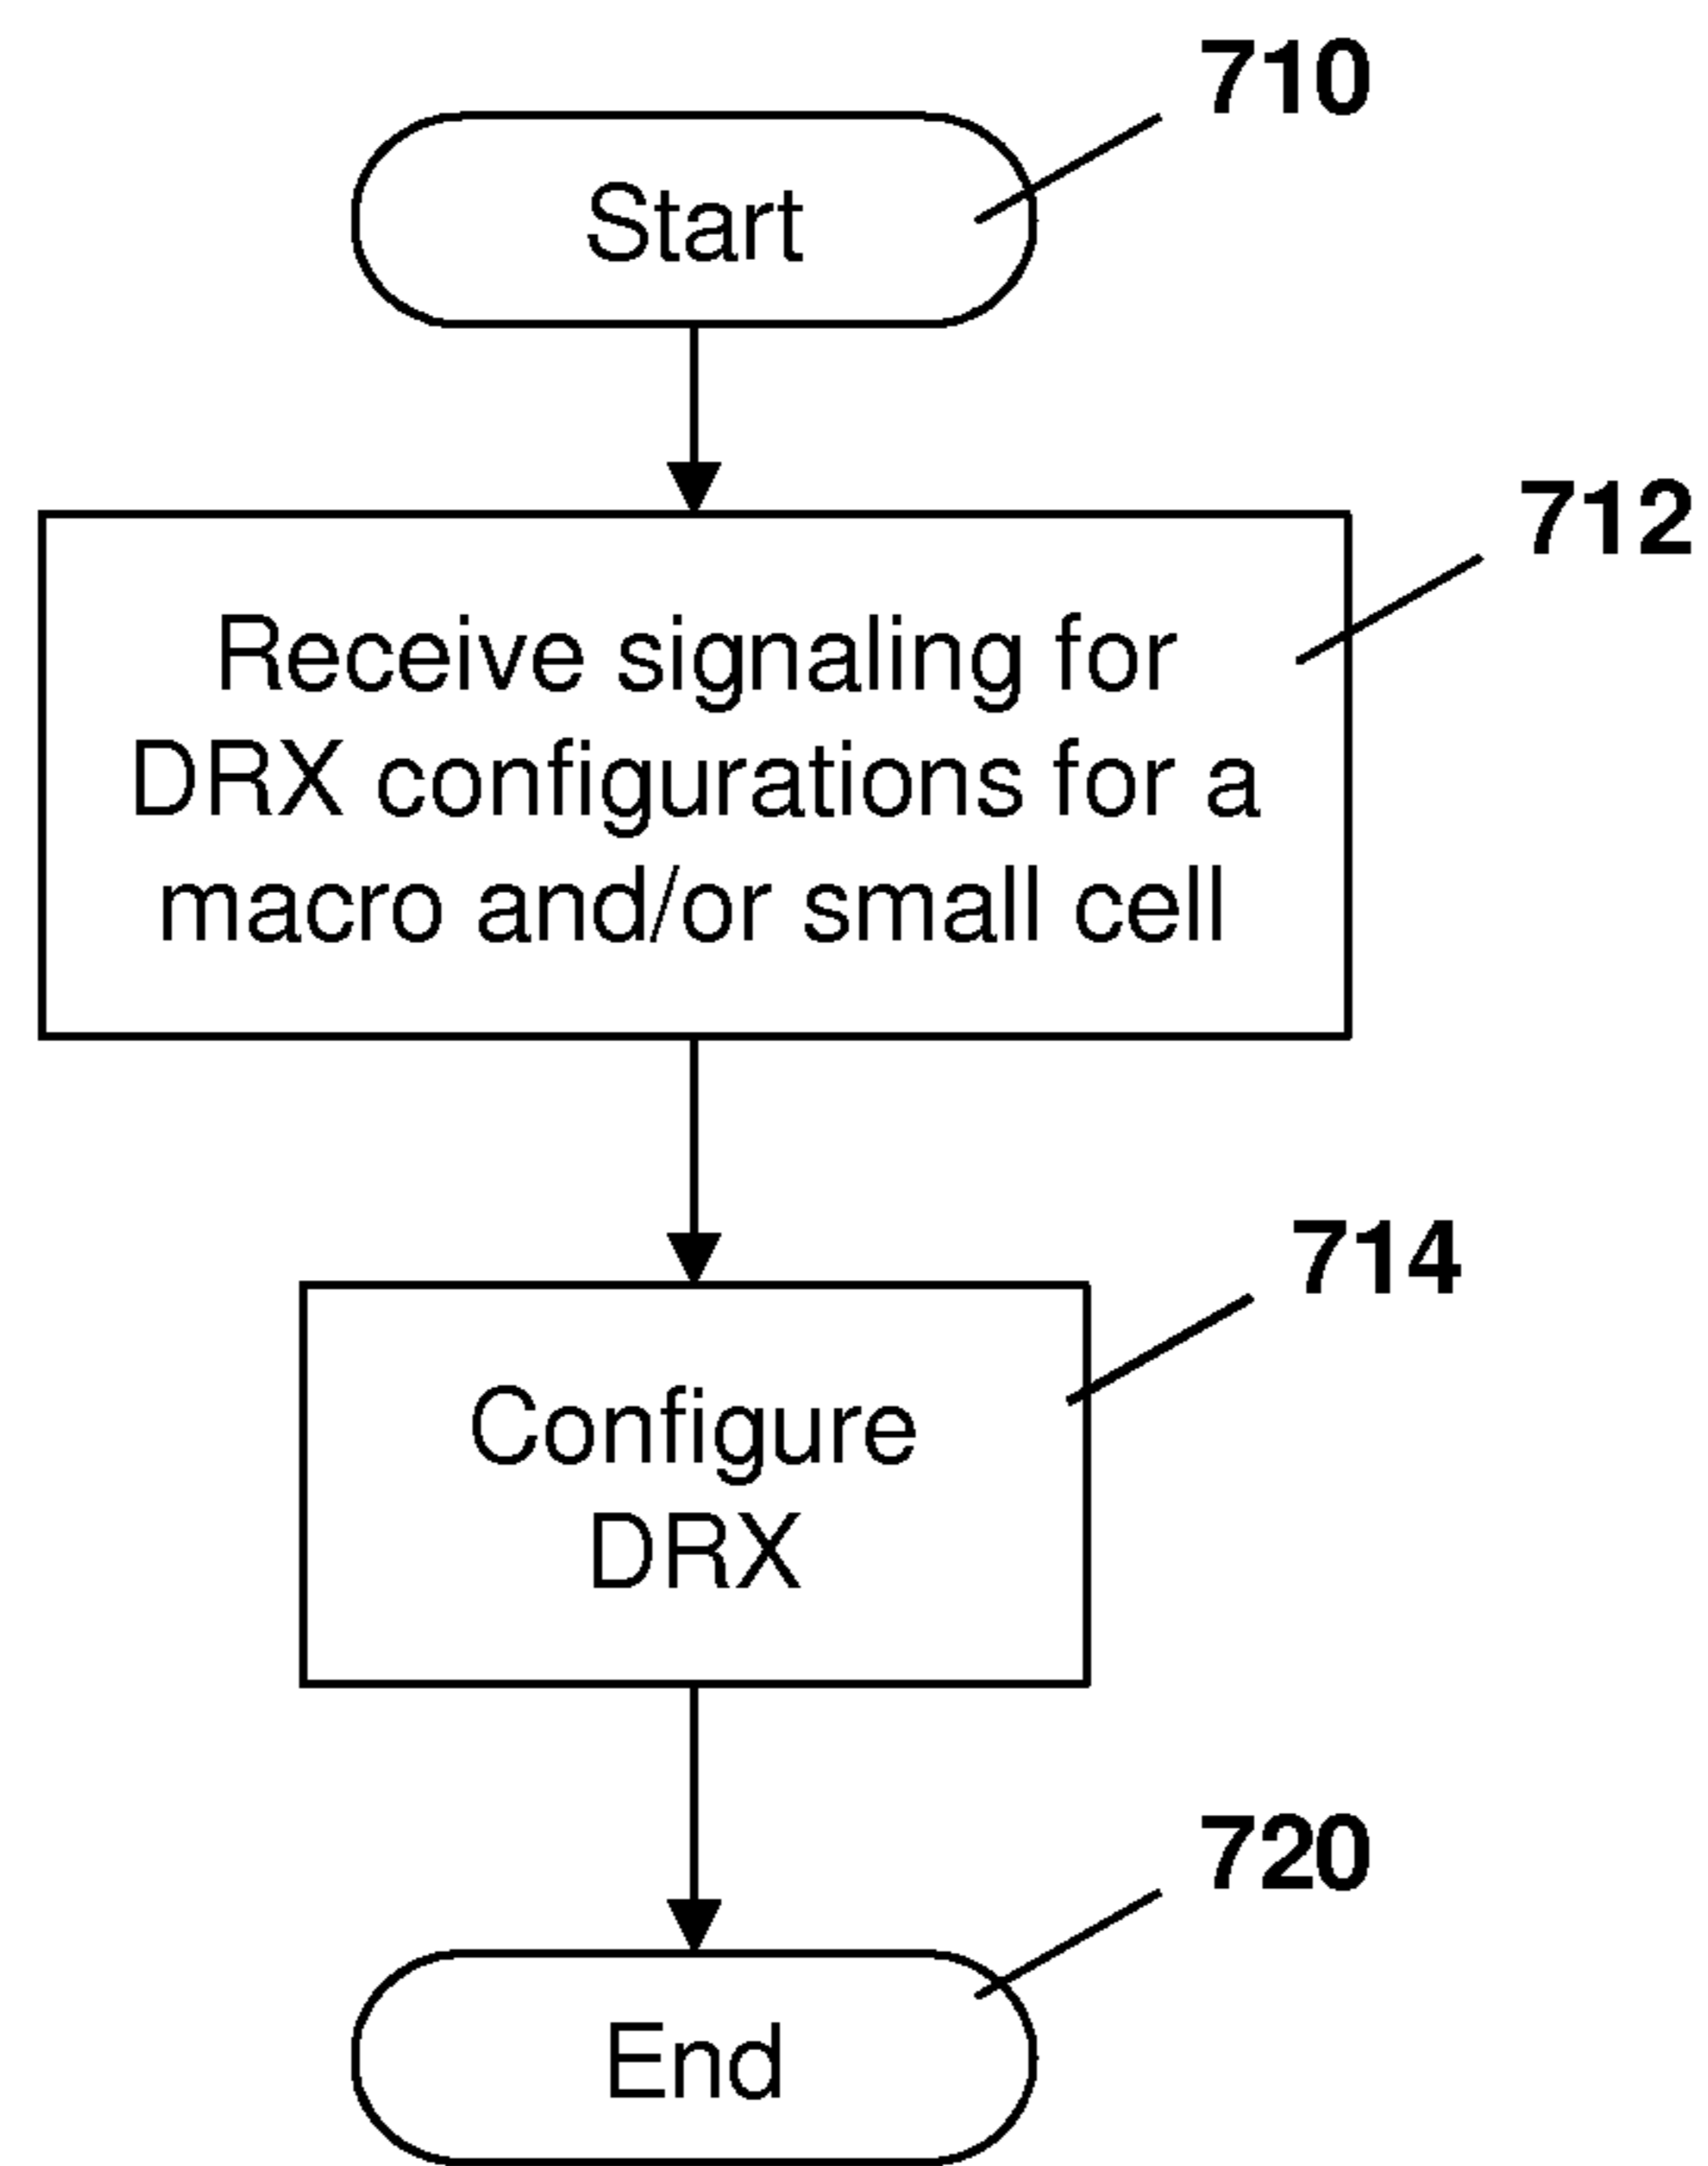 710
Start
712
Receive signaling for
DRX configurations for a
macro and/or small cell
714
Configure
DRX
720
End